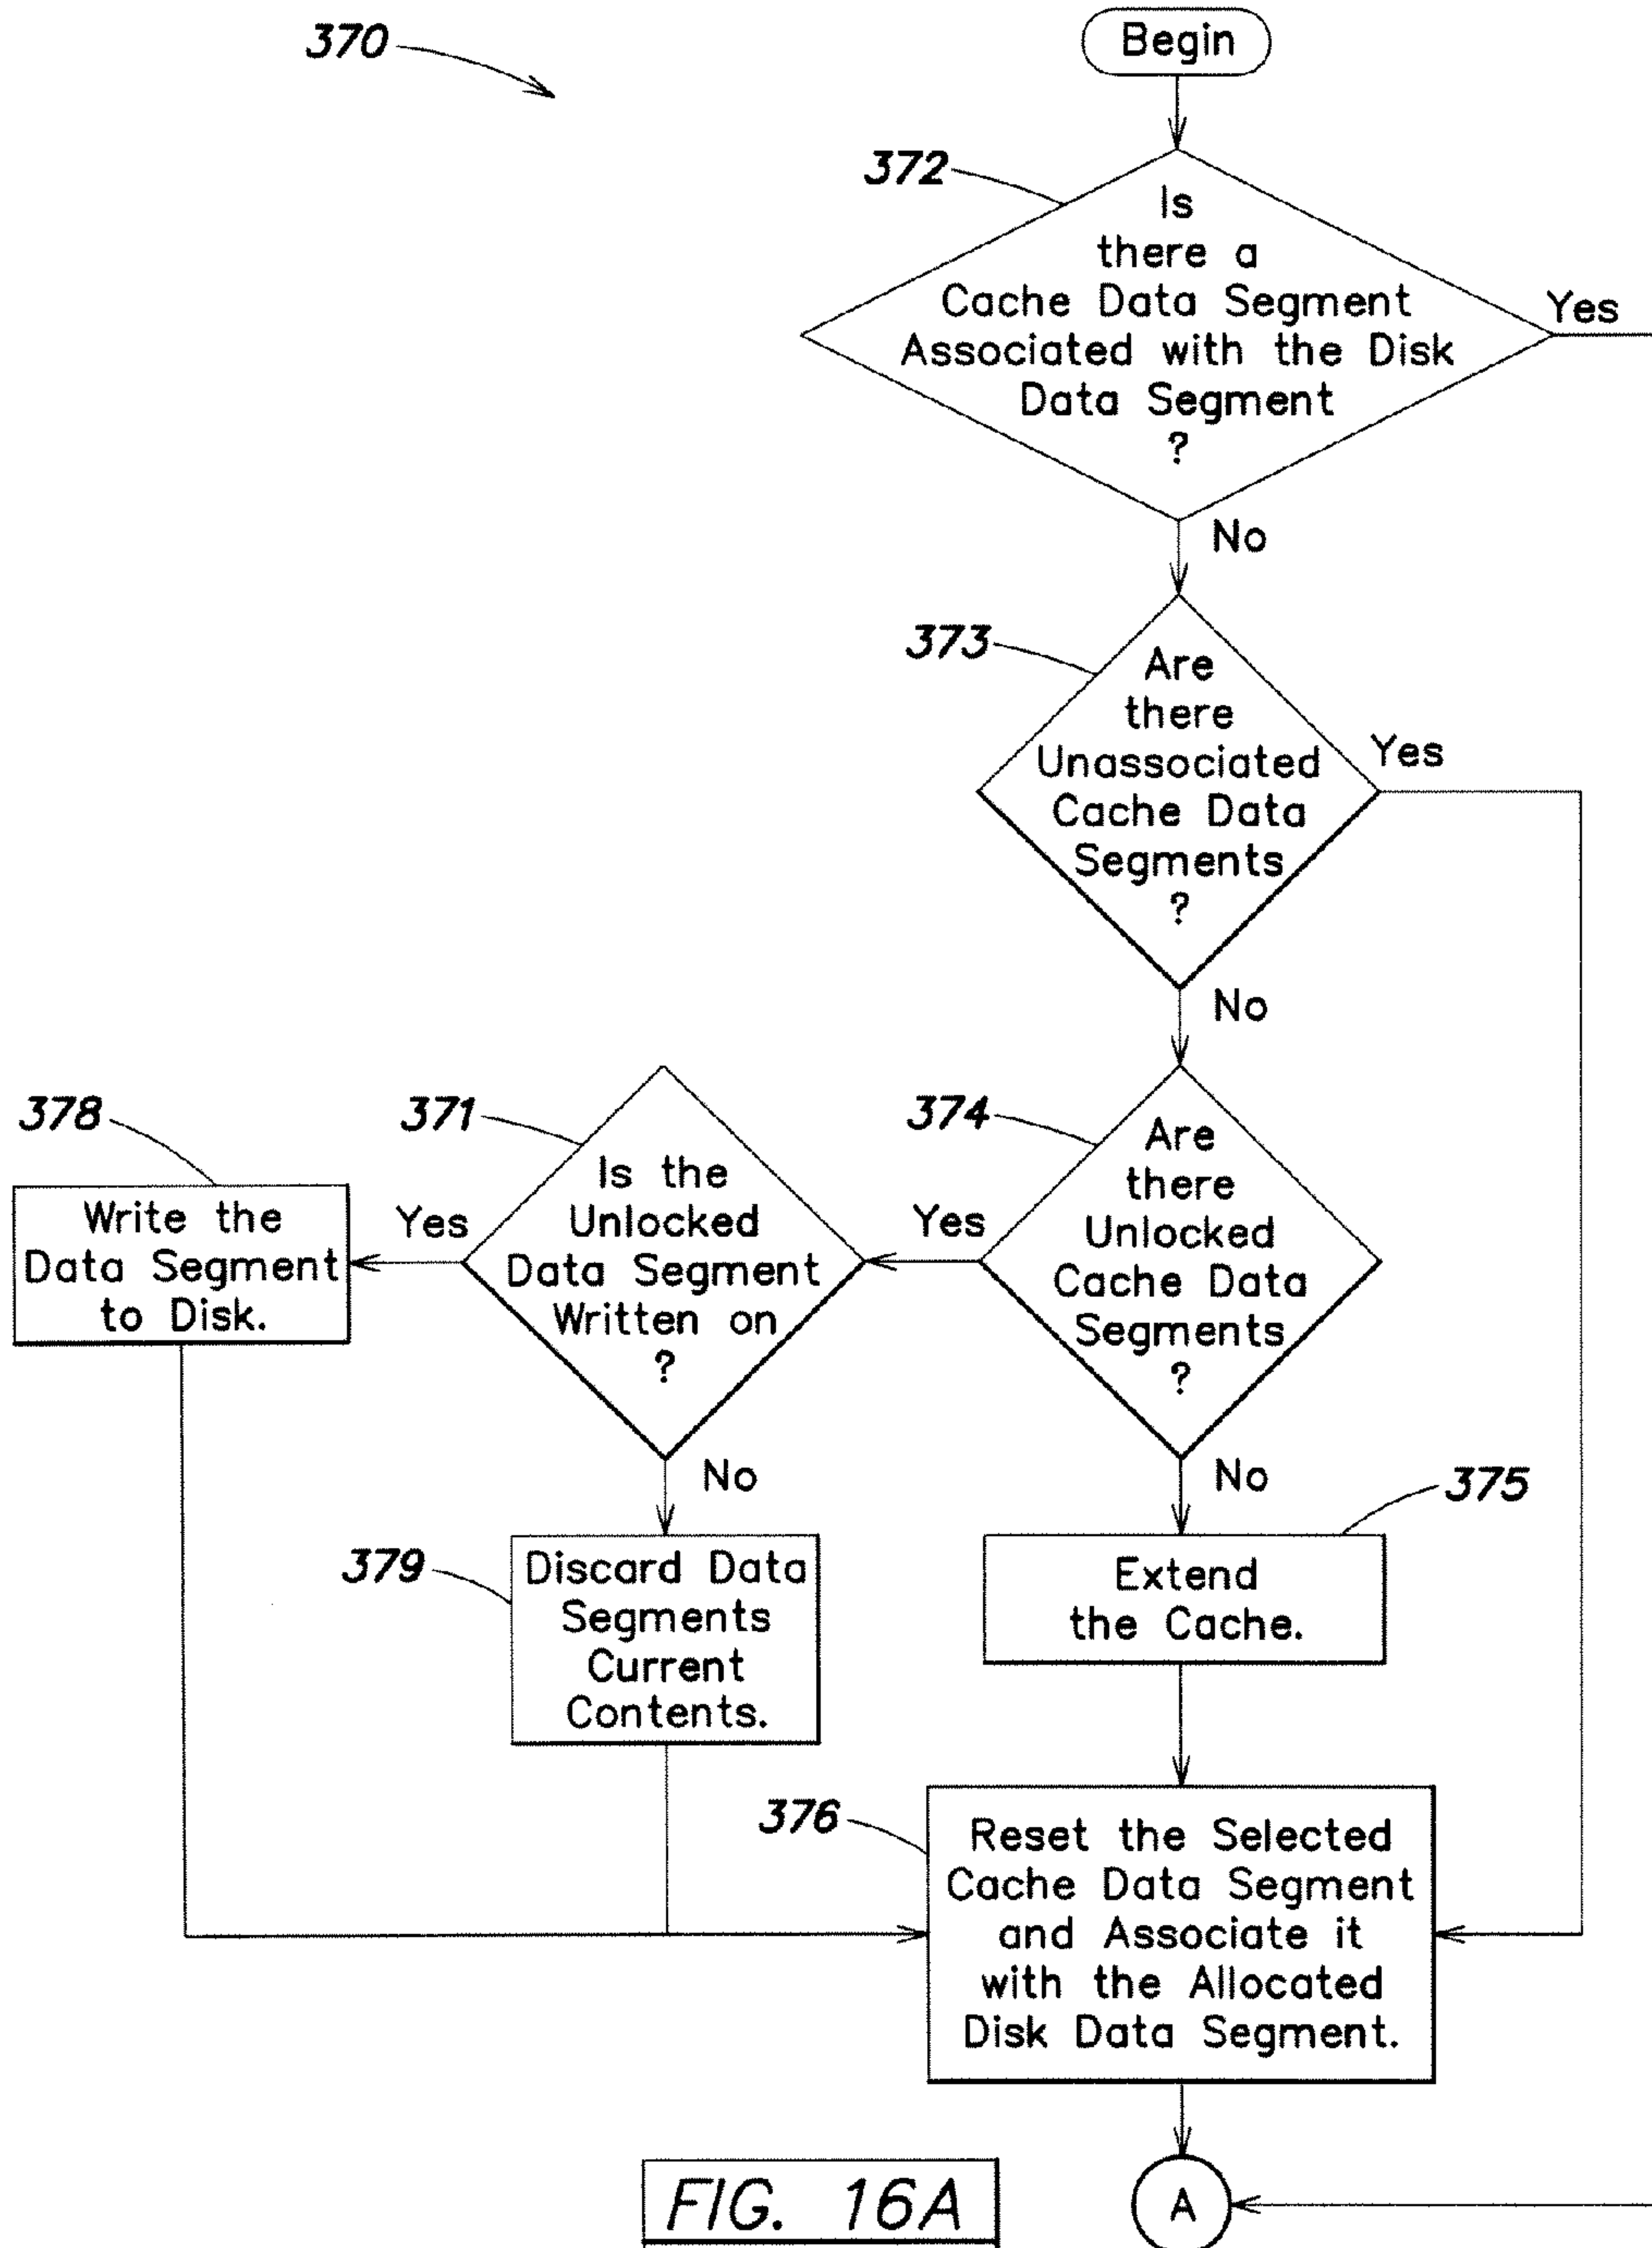 370
Begin
372
Is
there a
Cache Data Segment
Associated with the Disk
Data Segment
?
Yes
No
373
Are
there
Unassociated
Cache Data
Segments
?
Yes
No
378
Write the
Data Segment
to Disk.
Yes
371
Is the
Unlocked
Data Segment
Written on
?
Yes
374
Are
there
Unlocked
Cache Data
Segments
?
No
No
379
Discard Data
Segments
Current
Contents.
375
Extend
the Cache.
376
Reset the Selected
Cache Data Segment
and Associate it
with the Allocated
Disk Data Segment.
FIG. 16A
A